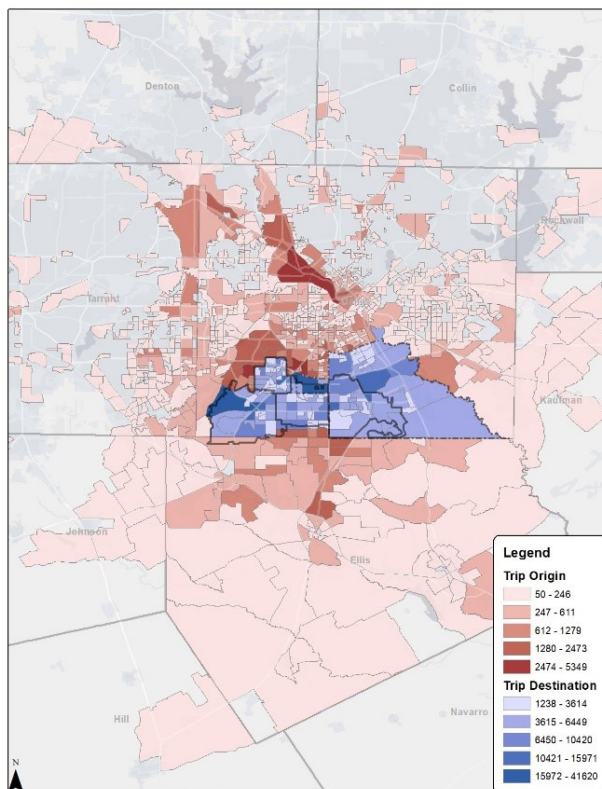 Denton
Collin
Rockwall
Tarrant
Kaufman
Johnson
Ellis
Hill
Navarro
Legend
Trip Origin
50 - 246
247 - 611
612 - 1279
1280 - 2473
2474 - 5349
Trip Destination
1238 - 3614
3615 - 6449
6450 - 10420
10421 - 15971
15972 - 41620
N